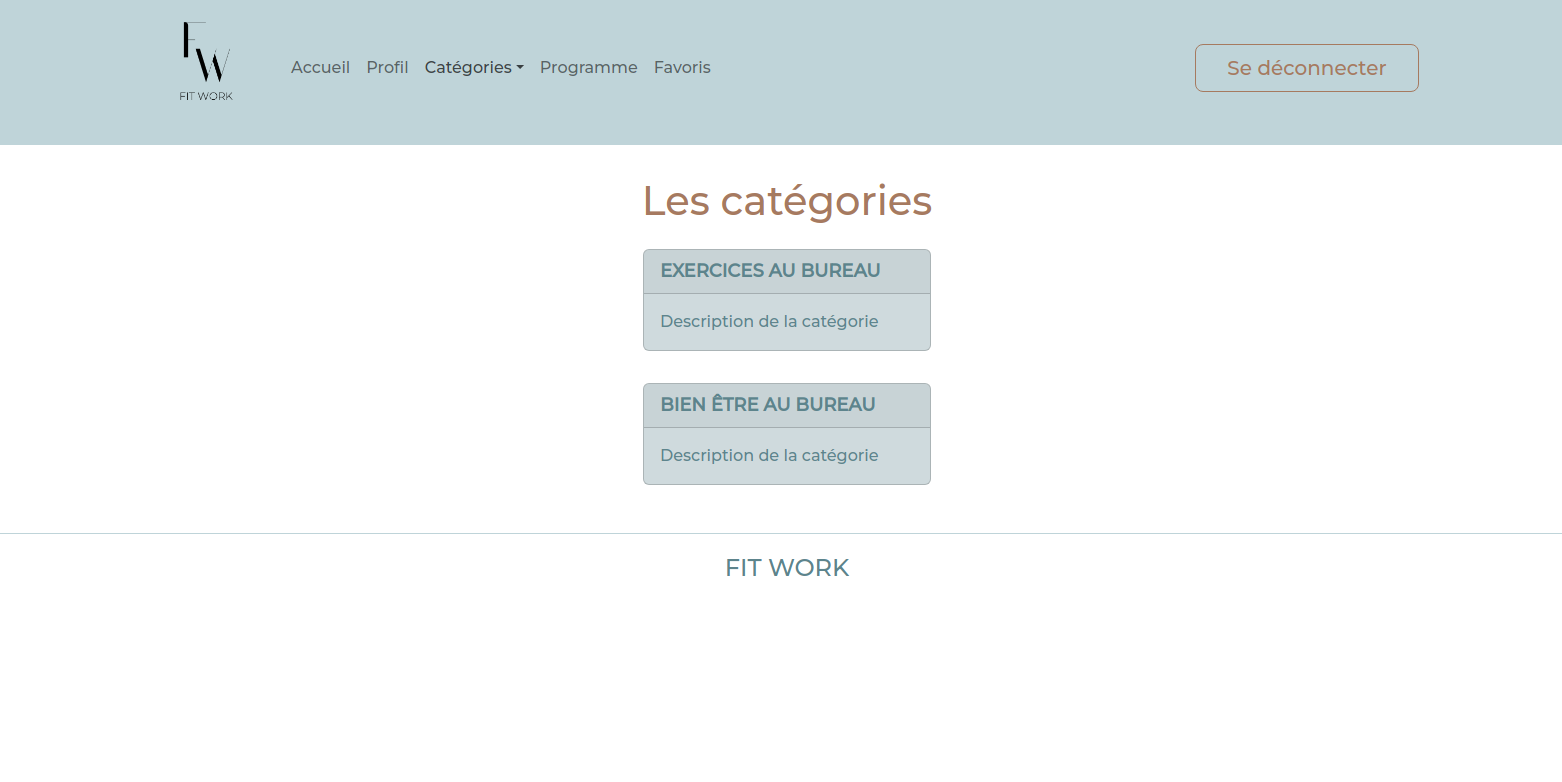 FW
FIT WORK
Accueil Profil Catégories Programme Favoris
Se déconnecter
Les catégories
EXERCICES AU BUREAU
Description de la catégorie
BIEN ÊTRE AU BUREAU
Description de la catégorie
FIT WORK